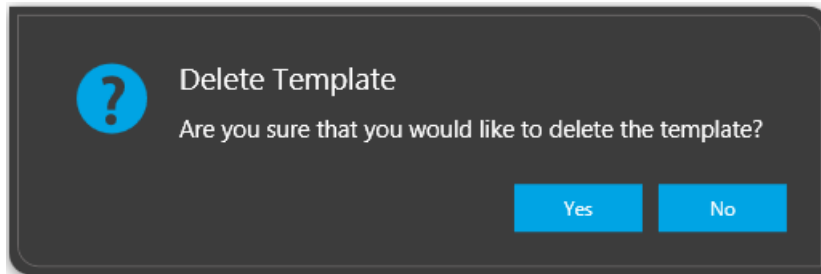 Delete Template
Are you sure that you would like to delete the template?
Yes No